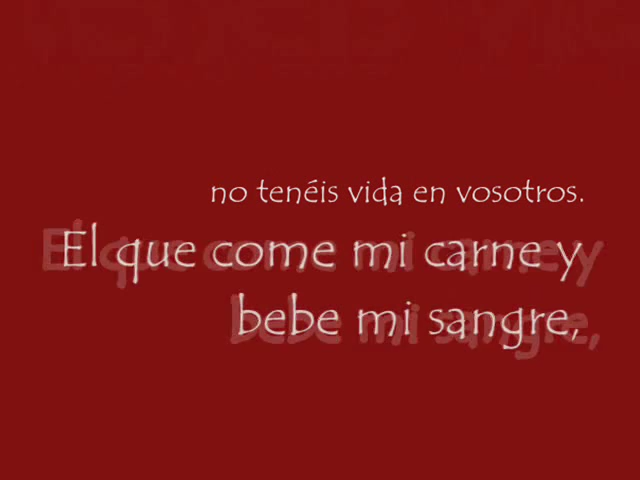 no tenéis vida en vosotros.
El que come mi carne y
bebe mi sangre,